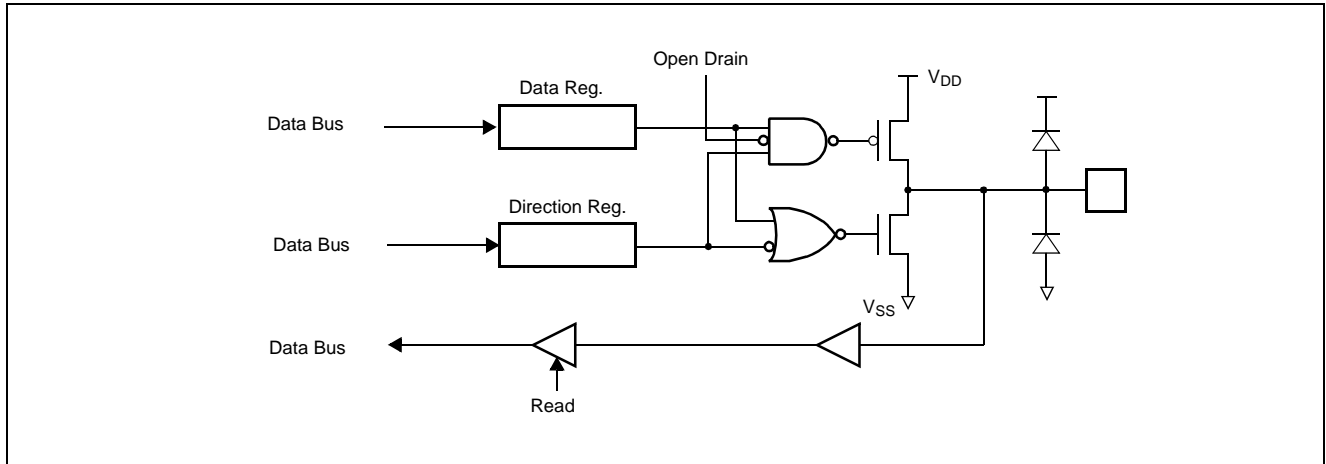 Open Drain
Data Reg.
V_DD
Data Bus
Direction Reg.
Data Bus
V_SS
Data Bus
Read